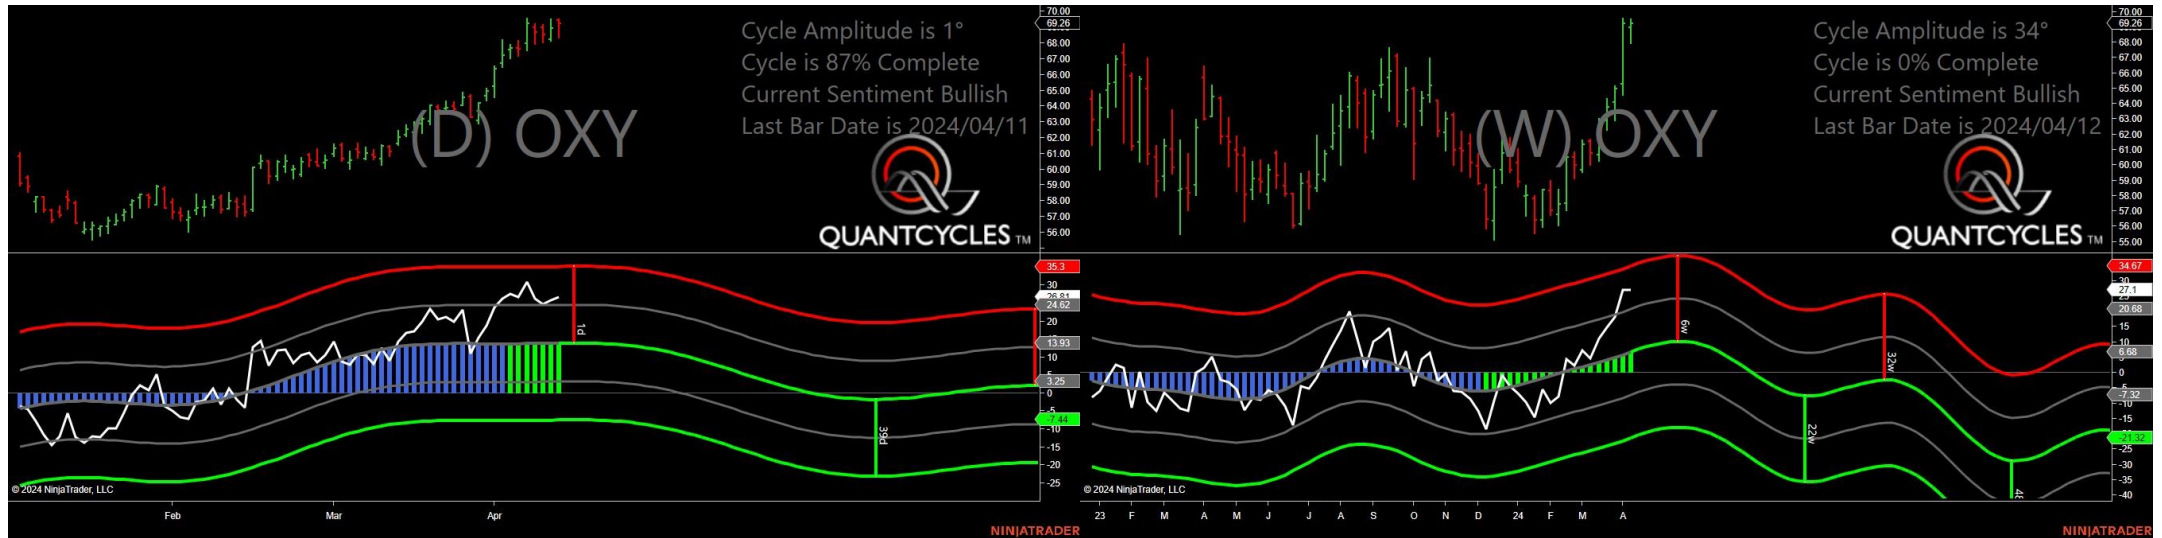 Cycle Amplitude is 1°
Cycle is 87% Complete
Current Sentiment Bullish
Last Bar Date is 2024/04/11
(D) OXY
QUANTCYCLES TM
70.00
69.26
68.00
67.00
66.00
65.00
64.00
63.00
62.00
61.00
60.00
59.00
58.00
57.00
56.00
35.3
30
26.81
24.62
20
13.93
10
3.25
0
-5
-7.44
-10
-15
-20
-25
1d
39d
© 2024 NinjaTrader, LLC
Feb Mar Apr
NINJATRADER
Cycle Amplitude is 34°
Cycle is 0% Complete
Current Sentiment Bullish
Last Bar Date is 2024/04/12
(W) OXY
QUANTCYCLES TM
70.00
69.26
68.00
67.00
66.00
65.00
64.00
63.00
62.00
61.00
60.00
59.00
58.00
57.00
56.00
55.00
34.67
27.1
25
20.68
15
10
6.68
0
-5
-7.32
-10
-15
-21.32
-25
-30
-35
-40
6w
22w
32w
© 2024 NinjaTrader, LLC
23 F M A M J J A S O N D 24 F M A
NINJATRADER